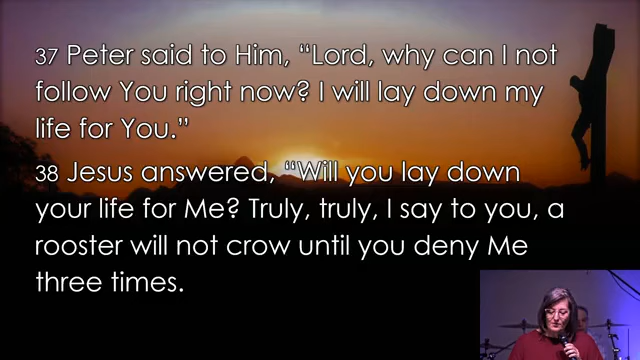 37 Peter said to Him, “Lord, why can I not
follow You right now? I will lay down my
life for You.”
38 Jesus answered, “Will you lay down
your life for Me? Truly, truly, I say to you, a
rooster will not crow until you deny Me
three times.